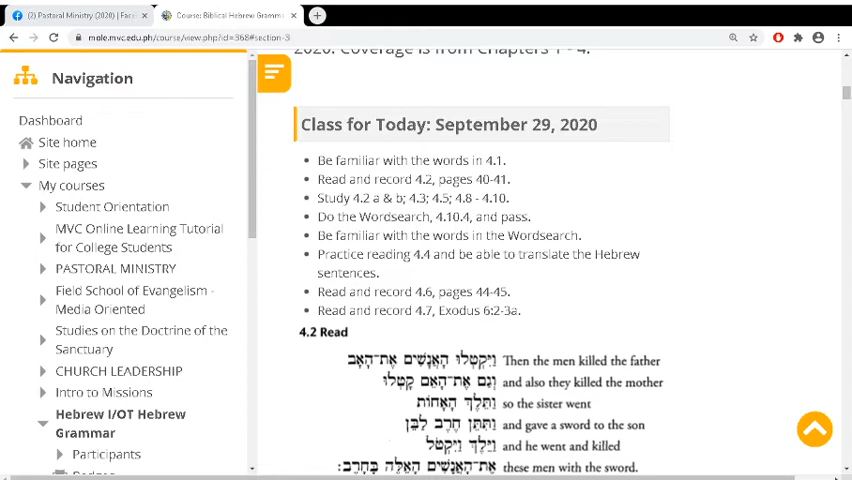 (2) Pastoral Ministry (2020) | Fac
Course: Biblical Hebrew Gramm
mole.mvc.edu.ph/course/view.php?id=368#section-3
Navigation
Dashboard
Site home
Site pages
My courses
Student Orientation
MVC Online Learning Tutorial
for College Students
PASTORAL MINISTRY
Field School of Evangelism -
Media Oriented
Studies on the Doctrine of the
Sanctuary
CHURCH LEADERSHIP
Intro to Missions
Hebrew I/OT Hebrew
Grammar
Participants
2020. Coverage is from Chapters 1 - 4.
Class for Today: September 29, 2020
Be familiar with the words in 4.1.
Read and record 4.2, pages 40-41.
Study 4.2 a & b; 4.3; 4.5; 4.8 - 4.10.
Do the Wordsearch, 4.10.4, and pass.
Be familiar with the words in the Wordsearch.
Practice reading 4.4 and be able to translate the Hebrew
sentences.
Read and record 4.6, pages 44-45.
Read and record 4.7, Exodus 6:2-3a.
4.2 Read
וַיִּקְטְלוּ הָאֲנָשִׁים אֶת־הָאָב Then the men killed the father
וְגַם אֶת־הָאֵם קָטְלוּ and also they killed the mother
וַתֵּלֶךְ הָאָחוֹת so the sister went
וַתִּתֵּן חֶרֶב לַבֵּן and gave a sword to the son
וַיֵּלֶךְ וַיִּקְטֹל and he went and killed
אֶת־הָאֲנָשִׁים הָאֵלֶּה בֶּחָרֶב׃ these men with the sword.